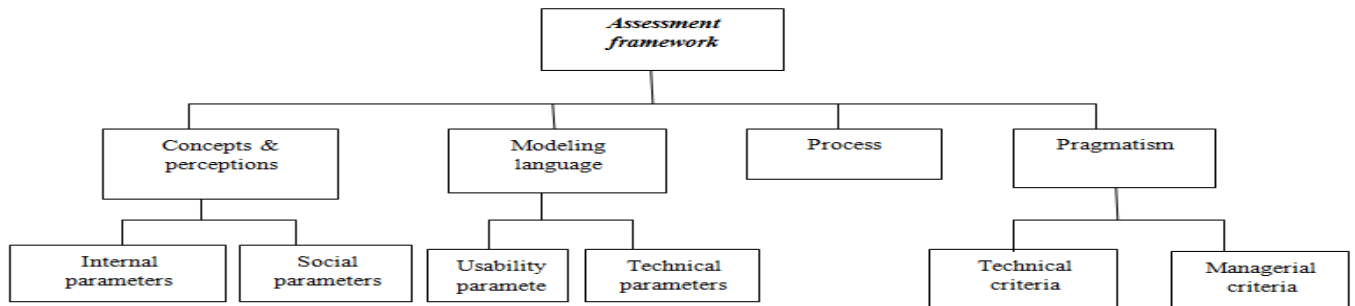 Assessment
framework
Concepts &
perceptions
Modeling
language
Process
Pragmatism
Internal
parameters
Social
parameters
Usability
paramete
Technical
parameters
Technical
criteria
Managerial
criteria